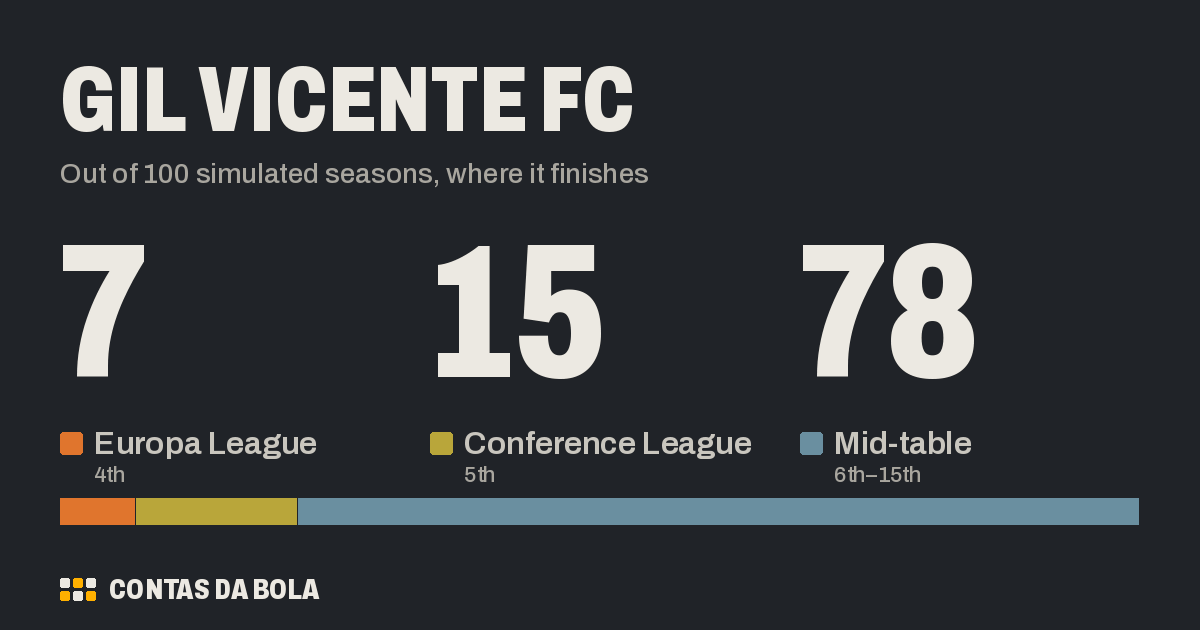 GIL VICENTE FC
Out of 100 simulated seasons, where it finishes
7 15 78
Europa League Conference League Mid-table
4th 5th 6th–15th
CONTAS DA BOLA